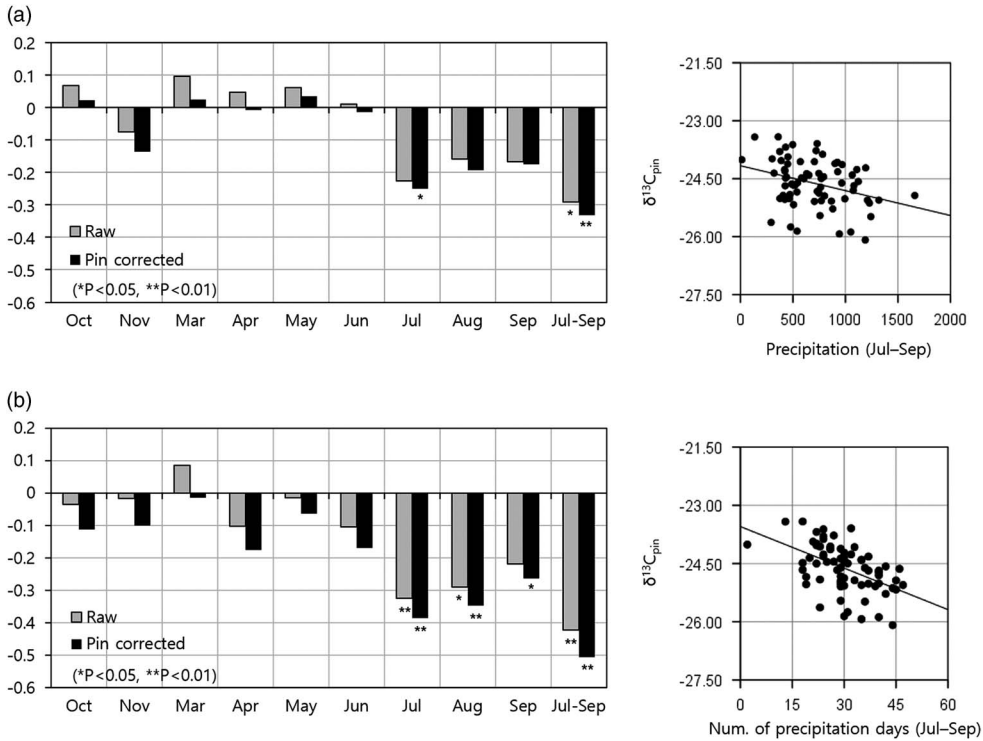 (a)
0.2
0.1
0
-0.1
-0.2
-0.3
-0.4
-0.5
-0.6
Raw
Pin corrected
(*P<0.05, **P<0.01)
*
*
**
Oct Nov Mar Apr May Jun Jul Aug Sep Jul-Sep
δ¹³Cpin
-21.50
-23.00
-24.50
-26.00
-27.50
0 500 1000 1500 2000
Precipitation (Jul–Sep)
(b)
0.2
0.1
0
-0.1
-0.2
-0.3
-0.4
-0.5
-0.6
Raw
Pin corrected
(*P<0.05, **P<0.01)
**
**
*
**
*
**
**
Oct Nov Mar Apr May Jun Jul Aug Sep Jul-Sep
δ¹³Cpin
-21.50
-23.00
-24.50
-26.00
-27.50
0 15 30 45 60
Num. of precipitation days (Jul–Sep)